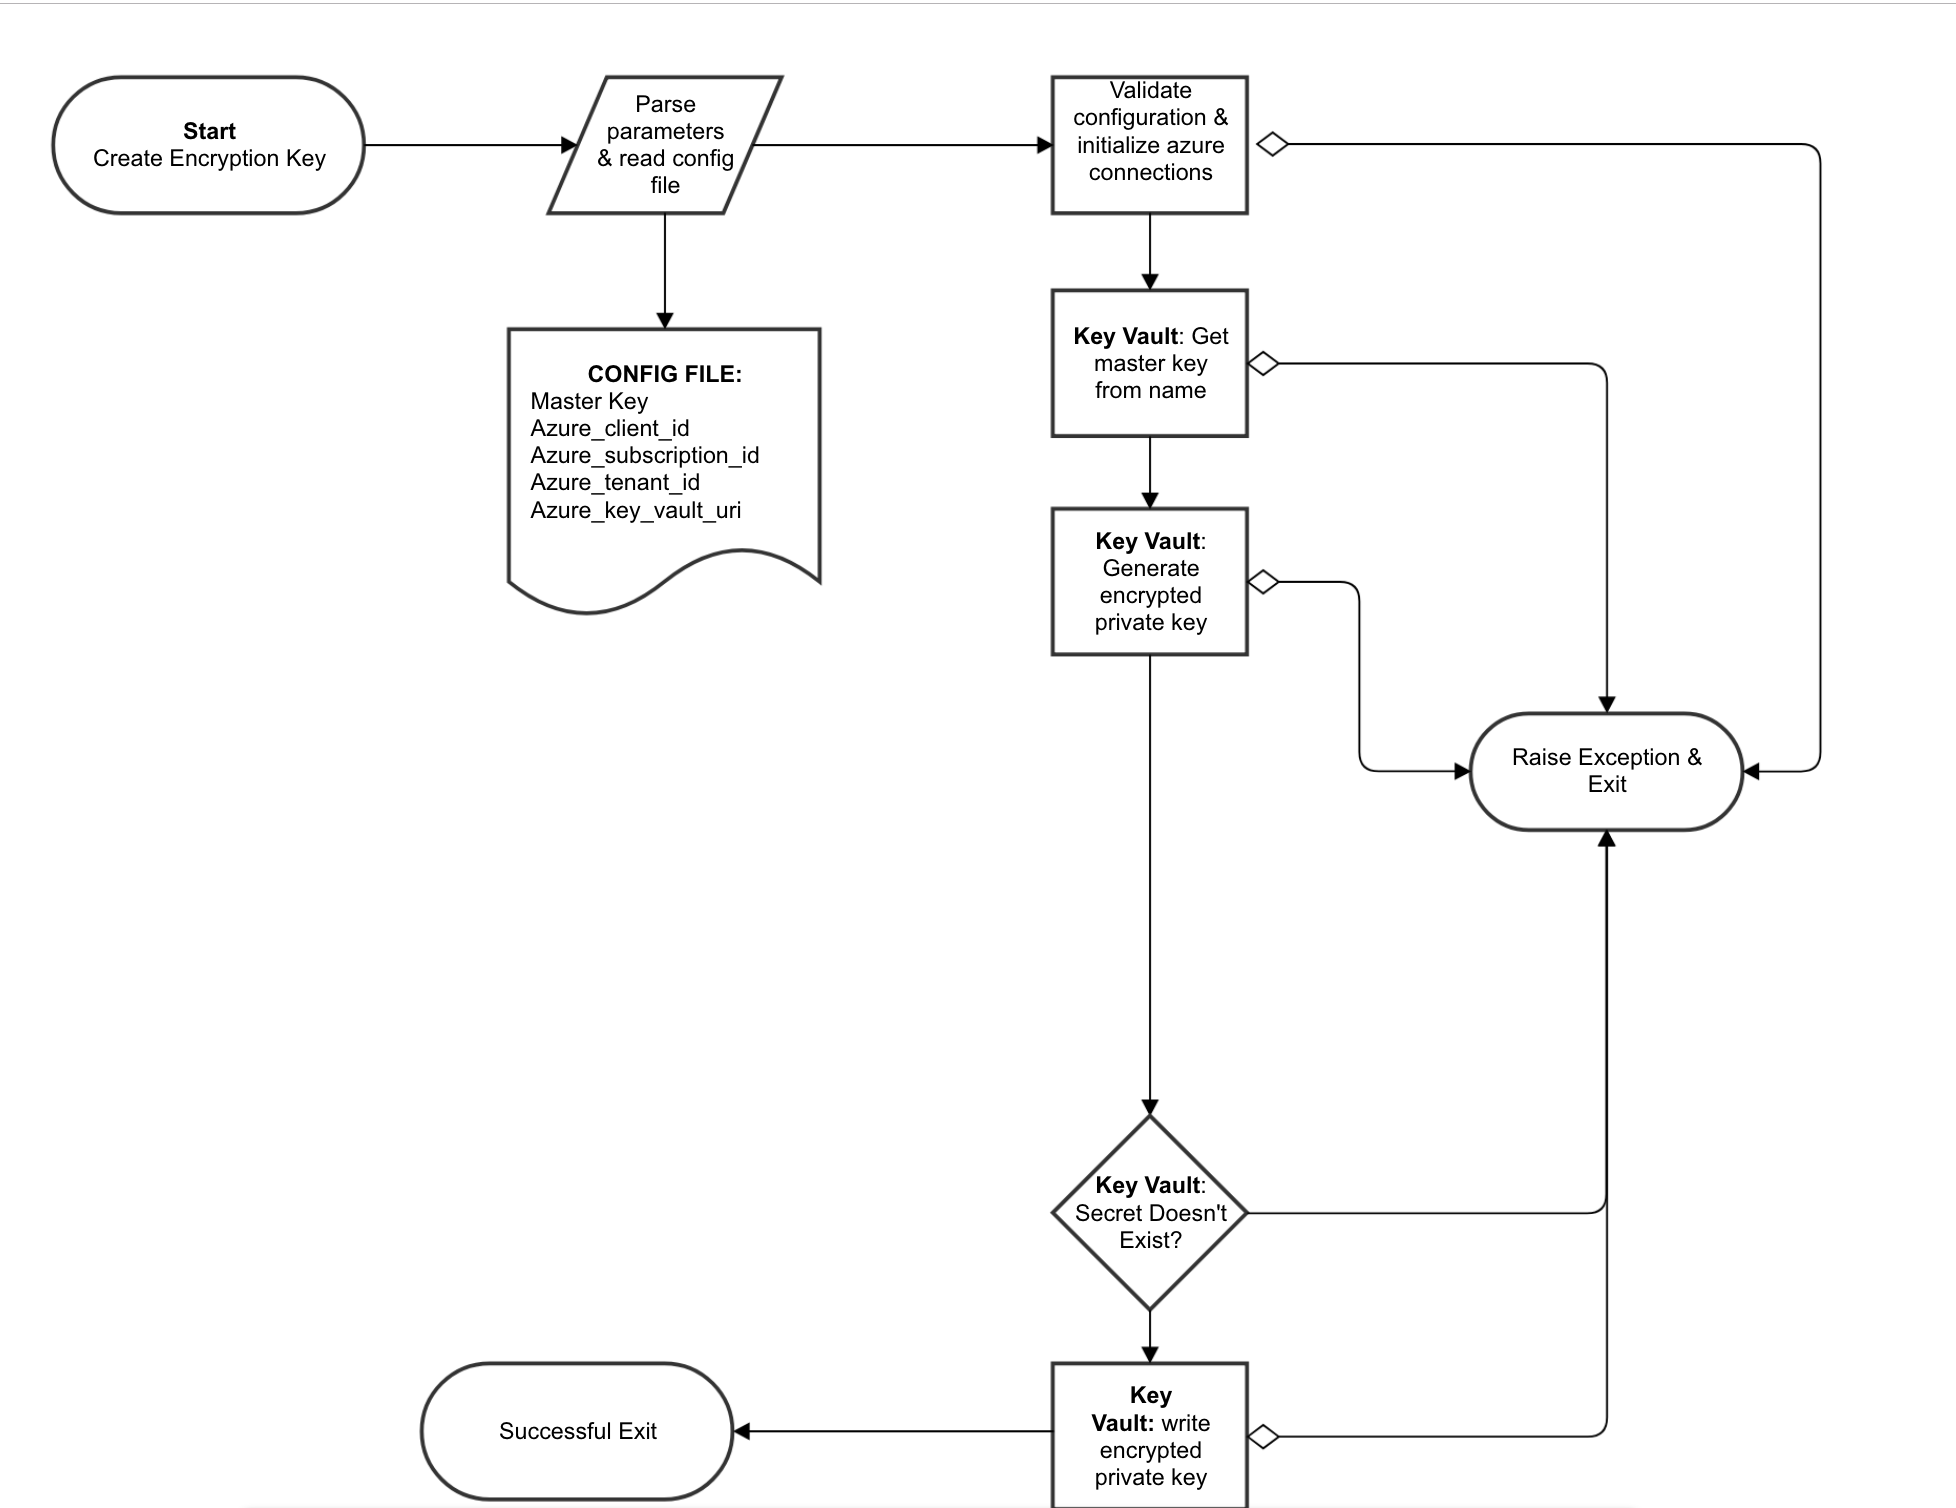 Start
Create Encryption Key
Parse
parameters
& read config
file
Validate
configuration &
initialize azure
connections
CONFIG FILE:
Master Key
Azure_client_id
Azure_subscription_id
Azure_tenant_id
Azure_key_vault_uri
Key Vault: Get
master key
from name
Key Vault:
Generate
encrypted
private key
Raise Exception &
Exit
Key Vault:
Secret Doesn't
Exist?
Key
Vault: write
encrypted
private key
Successful Exit